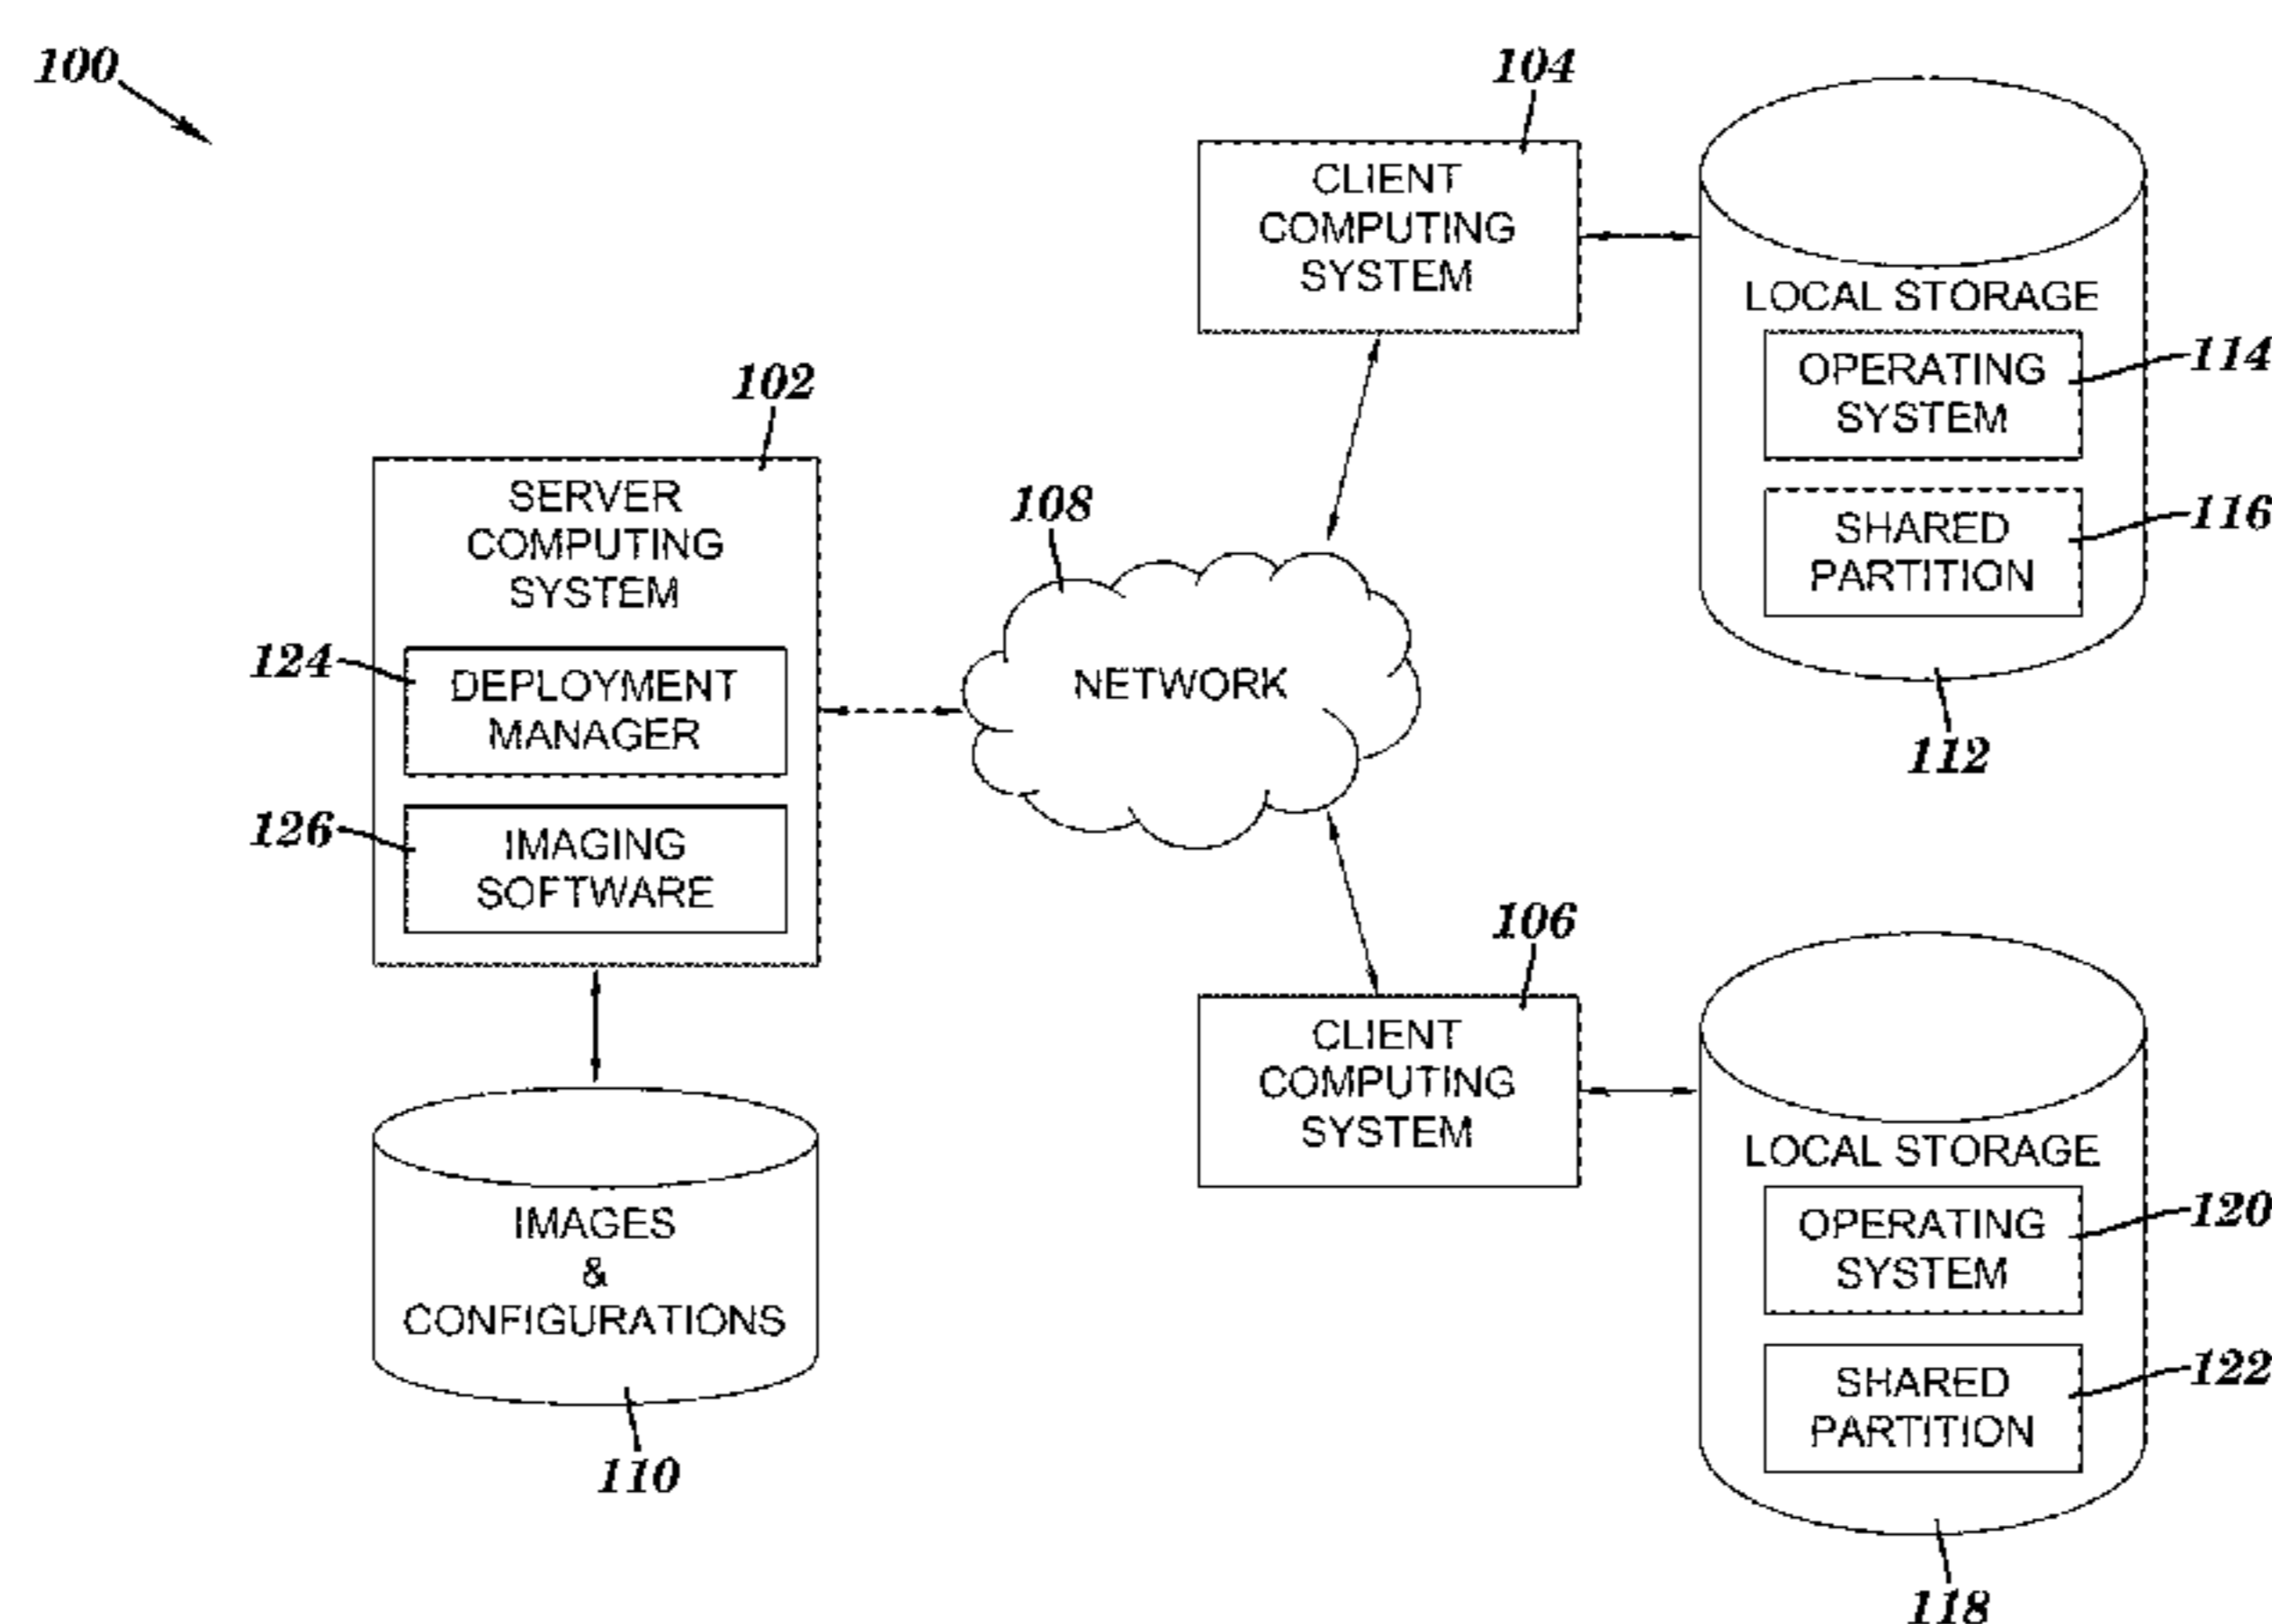 100
104
CLIENT
COMPUTING
SYSTEM
LOCAL STORAGE
OPERATING
SYSTEM
114
SHARED
PARTITION
116
112
102
SERVER
COMPUTING
SYSTEM
124
DEPLOYMENT
MANAGER
126
IMAGING
SOFTWARE
108
NETWORK
IMAGES
&
CONFIGURATIONS
110
106
CLIENT
COMPUTING
SYSTEM
LOCAL STORAGE
OPERATING
SYSTEM
120
SHARED
PARTITION
122
118